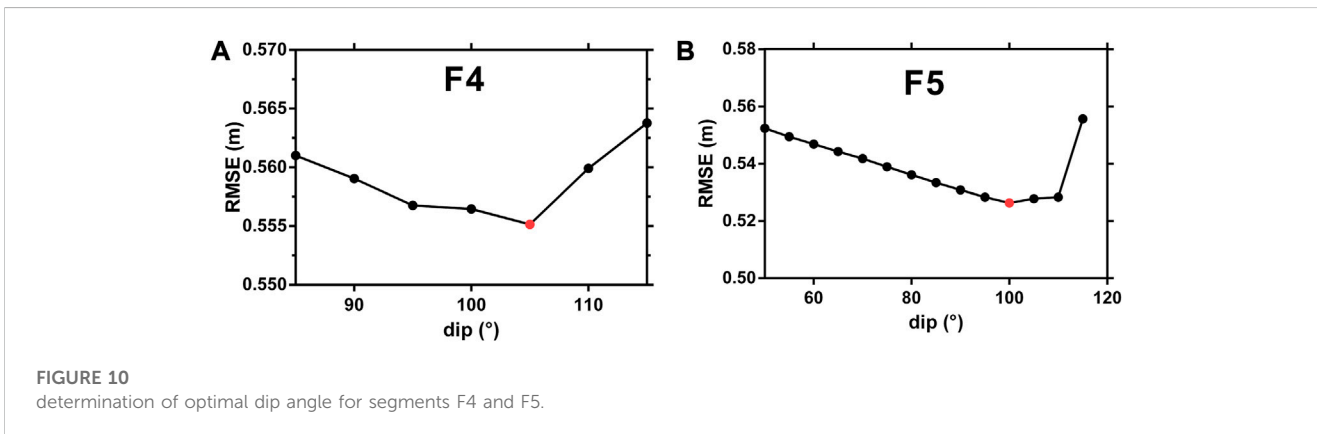 A
F4
RMSE (m)
0.570
0.565
0.560
0.555
0.550
90 100 110
dip (°)
B
F5
RMSE (m)
0.58
0.56
0.54
0.52
0.50
60 80 100 120
dip (°)
FIGURE 10
determination of optimal dip angle for segments F4 and F5.